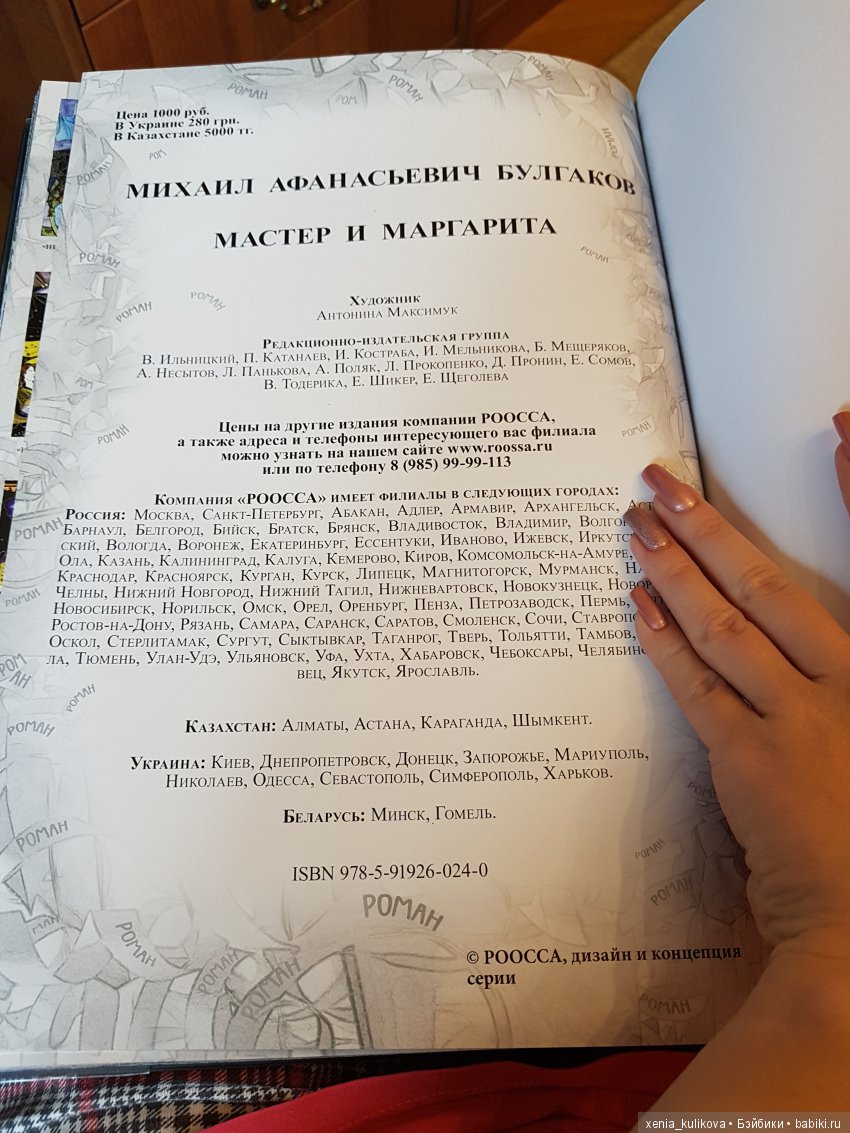 Цена 1000 руб.
В Украине 280 грн.
В Казахстане 5000 тг.
МИХАИЛ АФАНАСЬЕВИЧ БУЛГАКОВ
МАСТЕР И МАРГАРИТА
Художник
Антонина Максимук
Редакционно-издательская группа
В. Ильницкий, П. Катанаев, И. Кострaба, И. Мельникова, Б. Мещеряков,
А. Несытов, Л. Панькова, А. Поляк, Л. Прокопенко, Д. Пронин, Е. Сомов,
В. Тодерика, Е. Шикер, Е. Щеголева
Цены на другие издания компании РООССА,
а также адреса и телефоны интересующего вас филиала
можно узнать на нашем сайте www.roossa.ru
или по телефону 8 (985) 99-99-113
Компания «РООССА» имеет филиалы в следующих городах:
Россия: Москва, Санкт-Петербург, Абакан, Адлер, Армавир, Архангельск,
Барнаул, Белгород, Бийск, Братск, Брянск, Владивосток, Владимир,
ский, Вологда, Воронеж, Екатеринбург, Ессентуки, Иваново, Ижевск,
Ола, Казань, Калининград, Калуга, Кемерово, Киров, Комсомольск-на-Амуре,
Краснодар, Красноярск, Курган, Курск, Липецк, Магнитогорск, Мурманск,
Челны, Нижний Новгород, Нижний Тагил, Нижневартовск, Новокузнецк,
Новосибирск, Норильск, Омск, Орел, Оренбург, Пенза, Петрозаводск, Пермь,
Ростов-на-Дону, Рязань, Самара, Саранск, Саратов, Смоленск, Сочи,
Оскол, Стерлитамак, Сургут, Сыктывкар, Таганрог, Тверь, Тольятти, Тамбов,
ла, Тюмень, Улан-Удэ, Ульяновск, Уфа, Ухта, Хабаровск, Чебоксары,
вец, Якутск, Ярославль.
Казахстан: Алматы, Астана, Караганда, Шымкент.
Украина: Киев, Днепропетровск, Донецк, Запорожье, Мариуполь,
Николаев, Одесса, Севастополь, Симферополь, Харьков.
Беларусь: Минск, Гомель.
ISBN 978-5-91926-024-0
РОМАН
© РООССА, дизайн и концепция
серии
xenia_kulikova • Бэйбики • babiki.ru